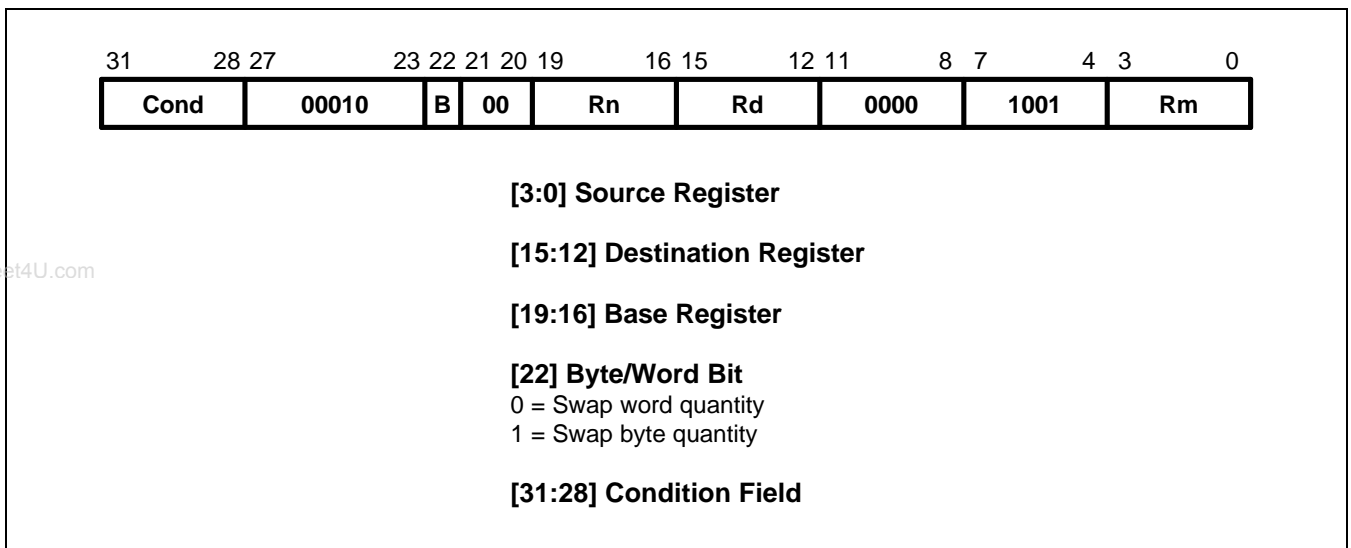 31 28 27 23 22 21 20 19 16 15 12 11 8 7 4 3 0
Cond 00010 B 00 Rn Rd 0000 1001 Rm
[3:0] Source Register
[15:12] Destination Register
et4U.com
[19:16] Base Register
[22] Byte/Word Bit
0 = Swap word quantity
1 = Swap byte quantity
[31:28] Condition Field